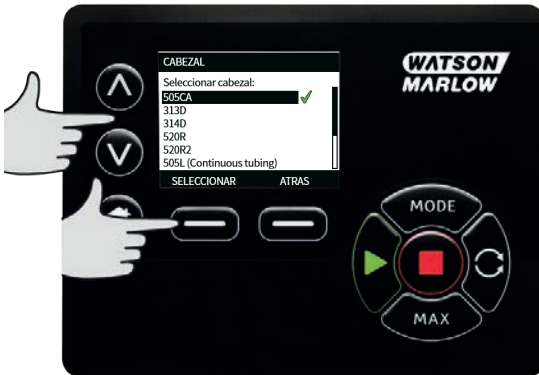 CABEZAL
Seleccionar cabezal:
505CA
313D
314D
520R
520R2
505L (Continuous tubing)
SELECCIONAR ATRAS
WATSON
MARLOW
MODE
MAX